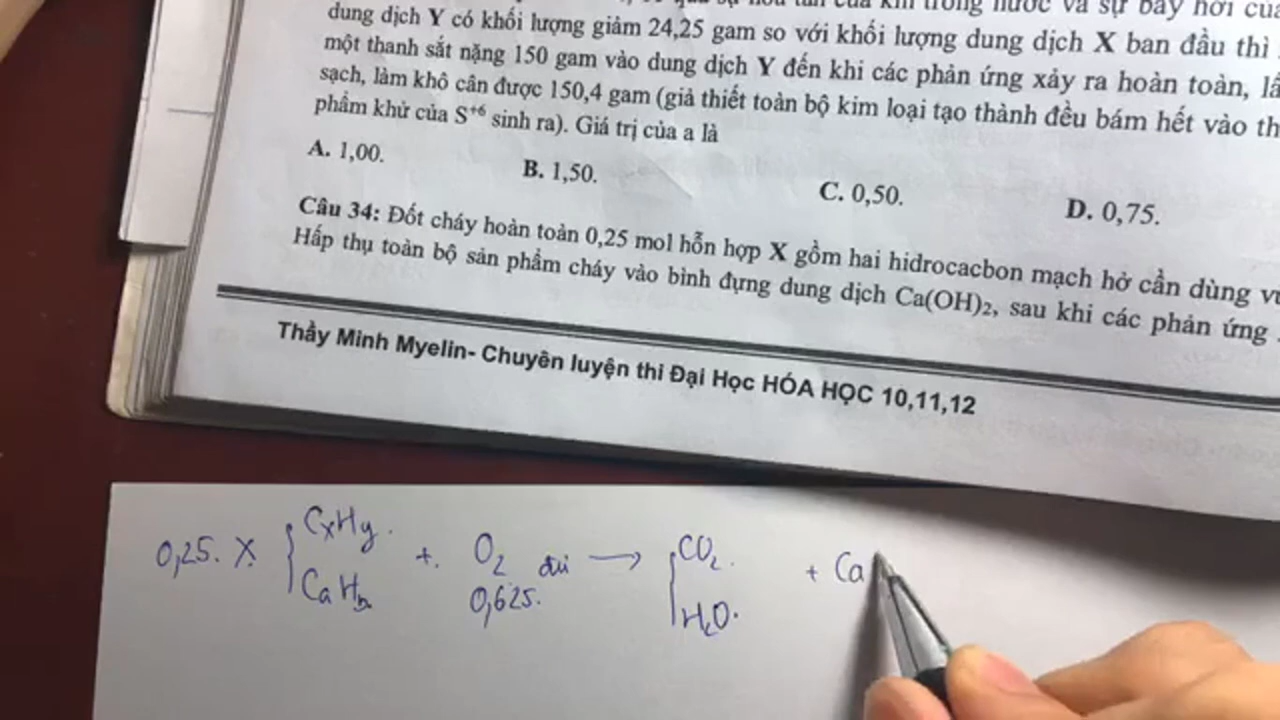 trong nước và sự bay hơi của
dung dịch Y có khối lượng giảm 24,25 gam so với khối lượng dung dịch X ban đầu thì
một thanh sắt nặng 150 gam vào dung dịch Y đến khi các phản ứng xảy ra hoàn toàn, lấ
sạch, làm khô cân được 150,4 gam (giả thiết toàn bộ kim loại tạo thành đều bám hết vào th
phẩm khử của S+6 sinh ra). Giá trị của a là
A. 1,00. B. 1,50. C. 0,50. D. 0,75.
Câu 34: Đốt cháy hoàn toàn 0,25 mol hỗn hợp X gồm hai hidrocacbon mạch hở cần dùng vừ
Hấp thụ toàn bộ sản phẩm cháy vào bình đựng dung dịch Ca(OH)2, sau khi các phản ứng
Thầy Minh Myelin- Chuyên luyện thi Đại Học HÓA HỌC 10,11,12
0,25. X { CxHy. + O2 đủ → { CO2. + Ca
CaHb 0,625. H2O.